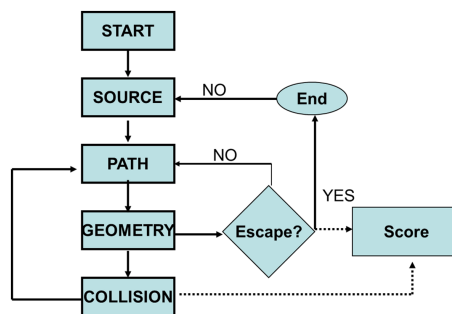 START
NO
End
SOURCE
NO
PATH
YES
GEOMETRY
Escape?
Score
COLLISION